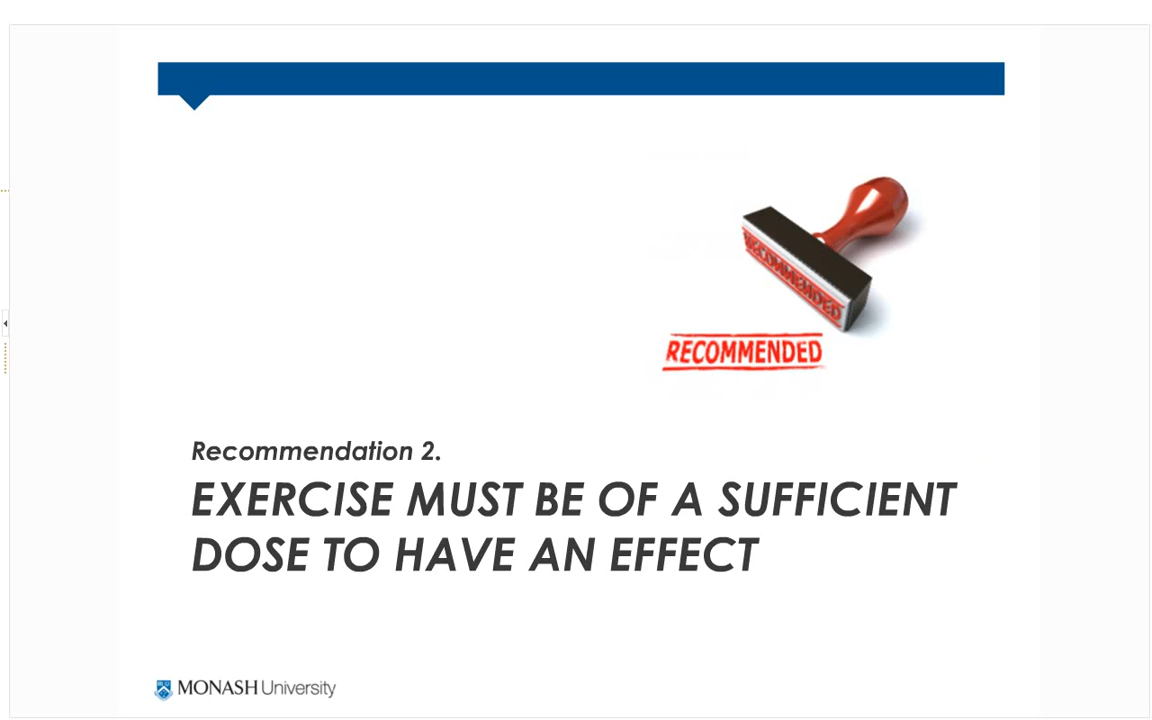 RECOMMENDED
RECOMMENDED
Recommendation 2.
EXERCISE MUST BE OF A SUFFICIENT
DOSE TO HAVE AN EFFECT
MONASH University